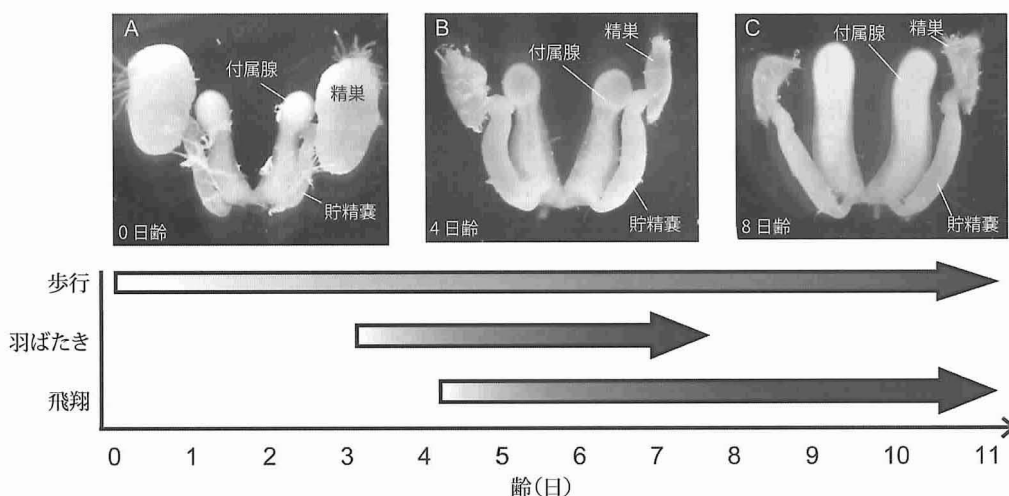 A
付属腺
精巣
貯精嚢
0日齢
B
精巣
付属腺
貯精嚢
4日齢
C
精巣
付属腺
貯精嚢
8日齢
歩行
羽ばたき
飛翔
0 1 2 3 4 5 6 7 8 9 10 11
齢(日)